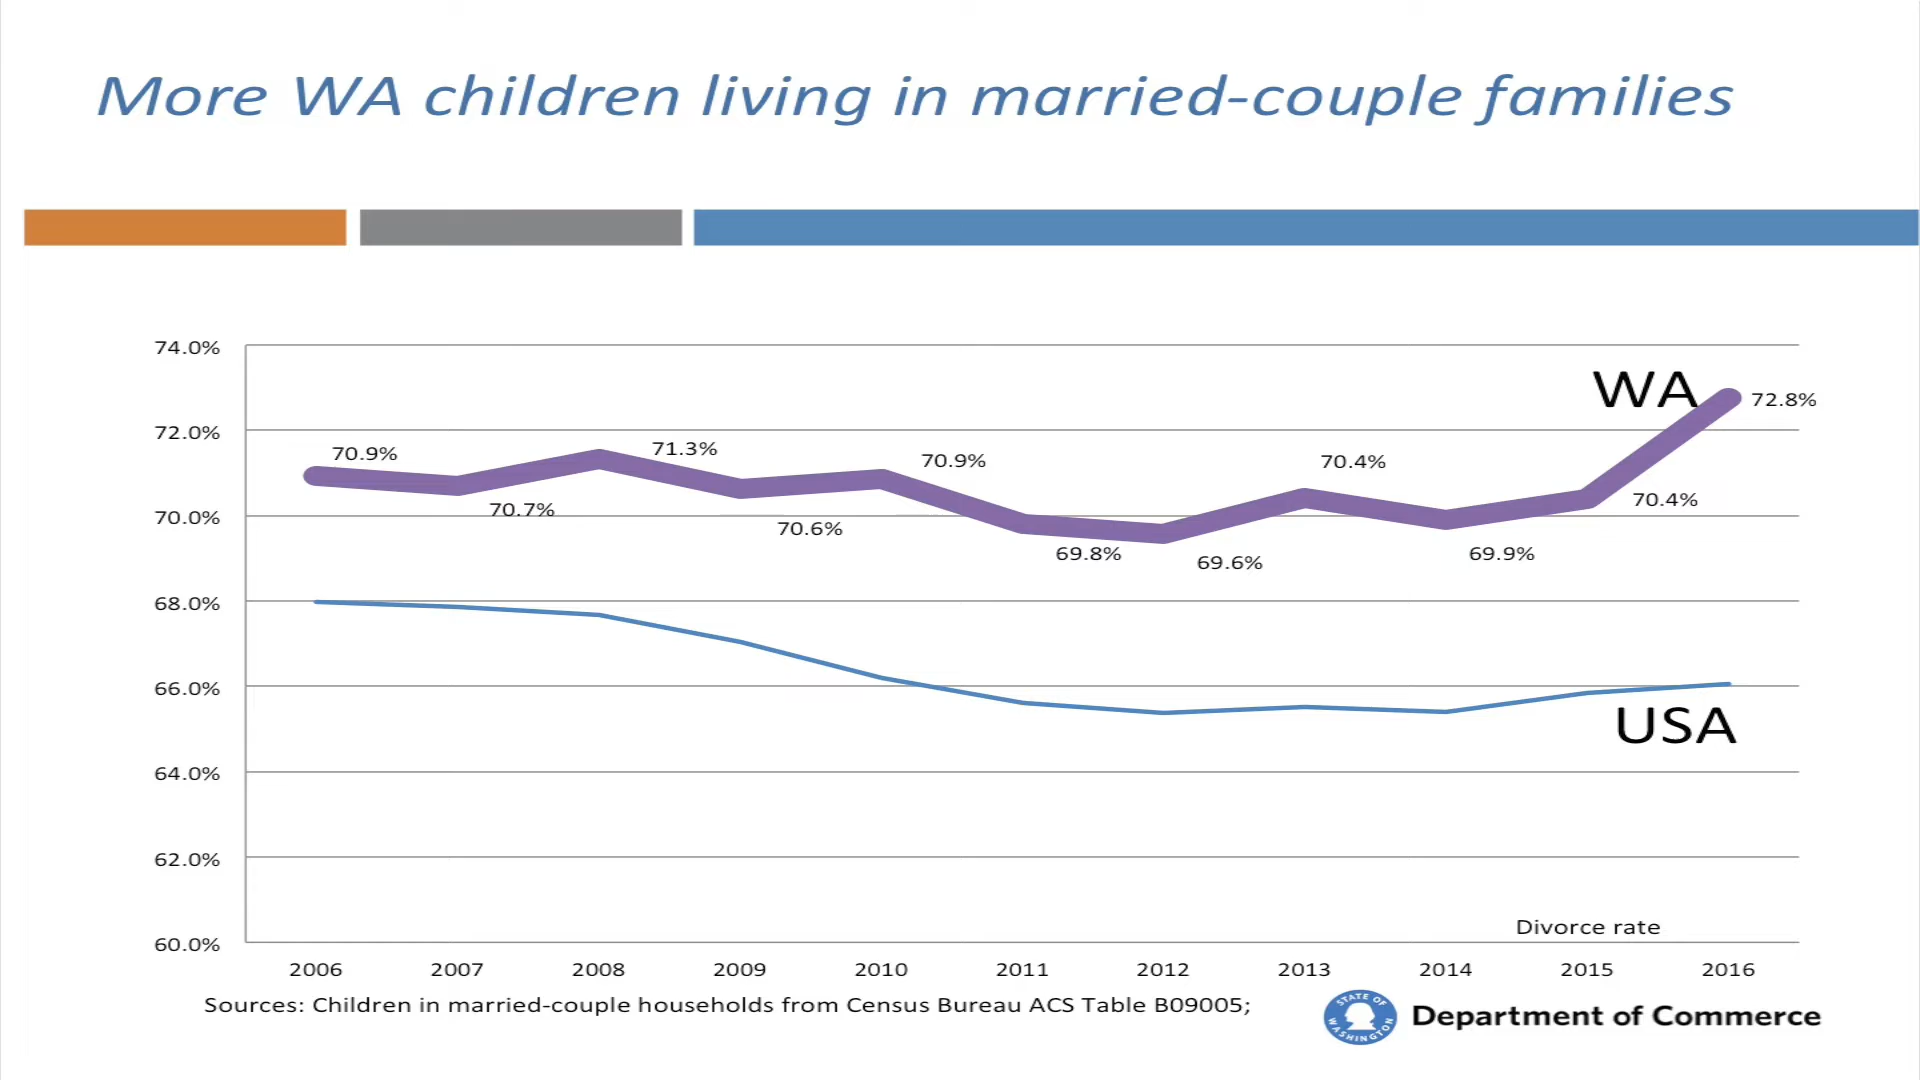 More WA children living in married-couple families
74.0%
WA
72.8%
72.0%
70.9%
71.3%
70.9%
70.4%
70.7%
70.6%
70.4%
70.0%
69.8%
69.6%
69.9%
68.0%
66.0%
USA
64.0%
62.0%
Divorce rate
60.0%
2006 2007 2008 2009 2010 2011 2012 2013 2014 2015 2016
Sources: Children in married-couple households from Census Bureau ACS Table B09005;
STATE OF WASHINGTON
Department of Commerce